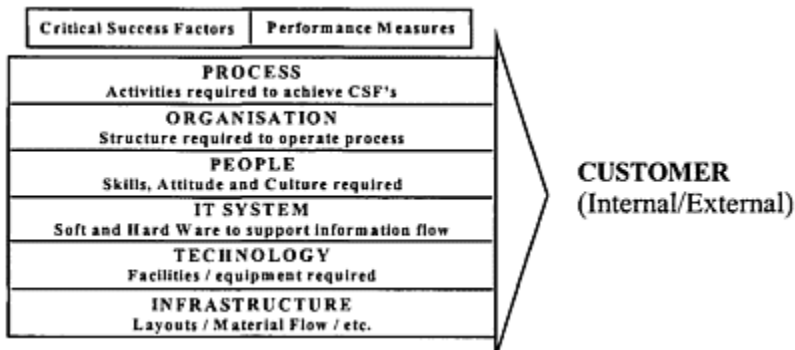 Critical Success Factors
Performance Measures
PROCESS
Activities required to achieve CSF's
ORGANISATION
Structure required to operate process
PEOPLE
Skills, Attitude and Culture required
IT SYSTEM
Soft and Hard Ware to support information flow
TECHNOLOGY
Facilities / equipment required
INFRASTRUCTURE
Layouts / Material Flow / etc.
CUSTOMER
(Internal/External)